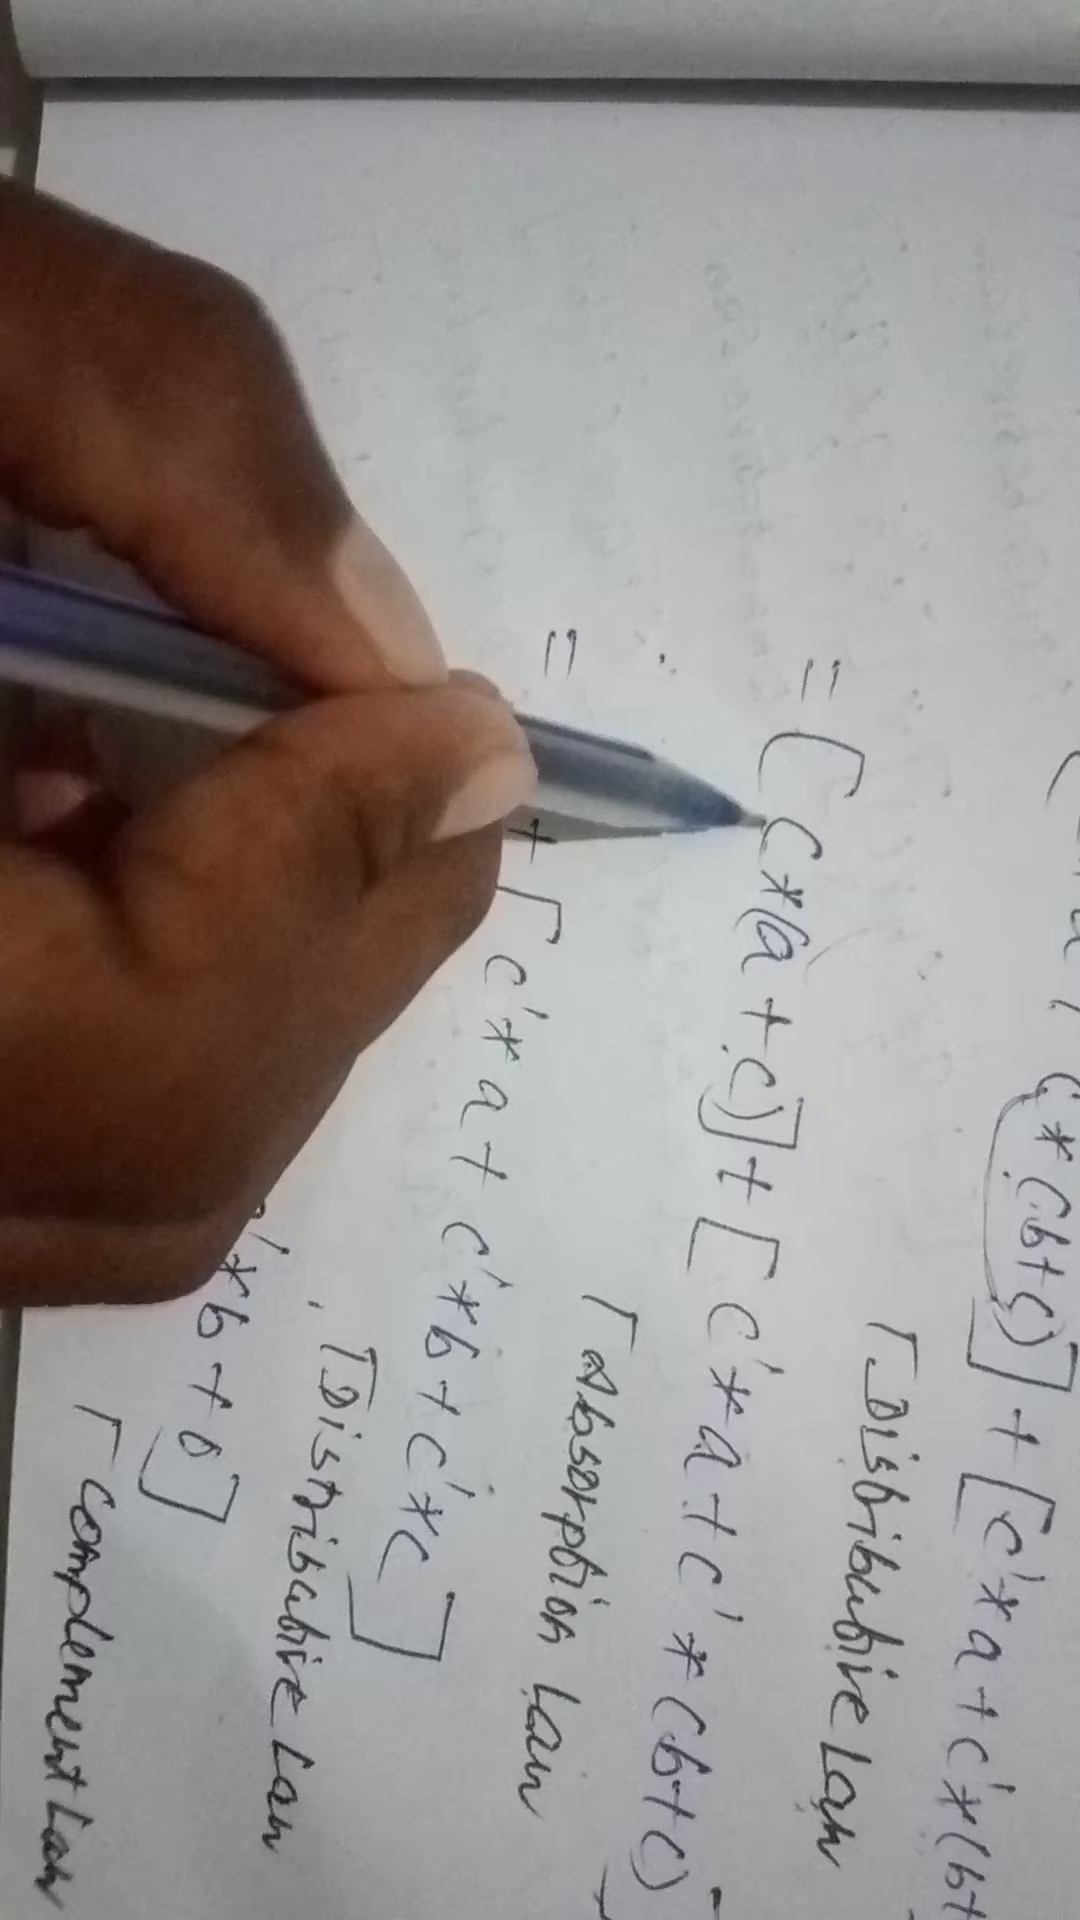 * (b+c)] + [c'*a + c'*(b+
[Distributive Law
= [c*(a+c)] + [c'*a + c'*(b+c)
[Absorption Law
= + [c'*a + c'*b + c'*c]
[Distributive Law
'*b + 0]
[complement Law